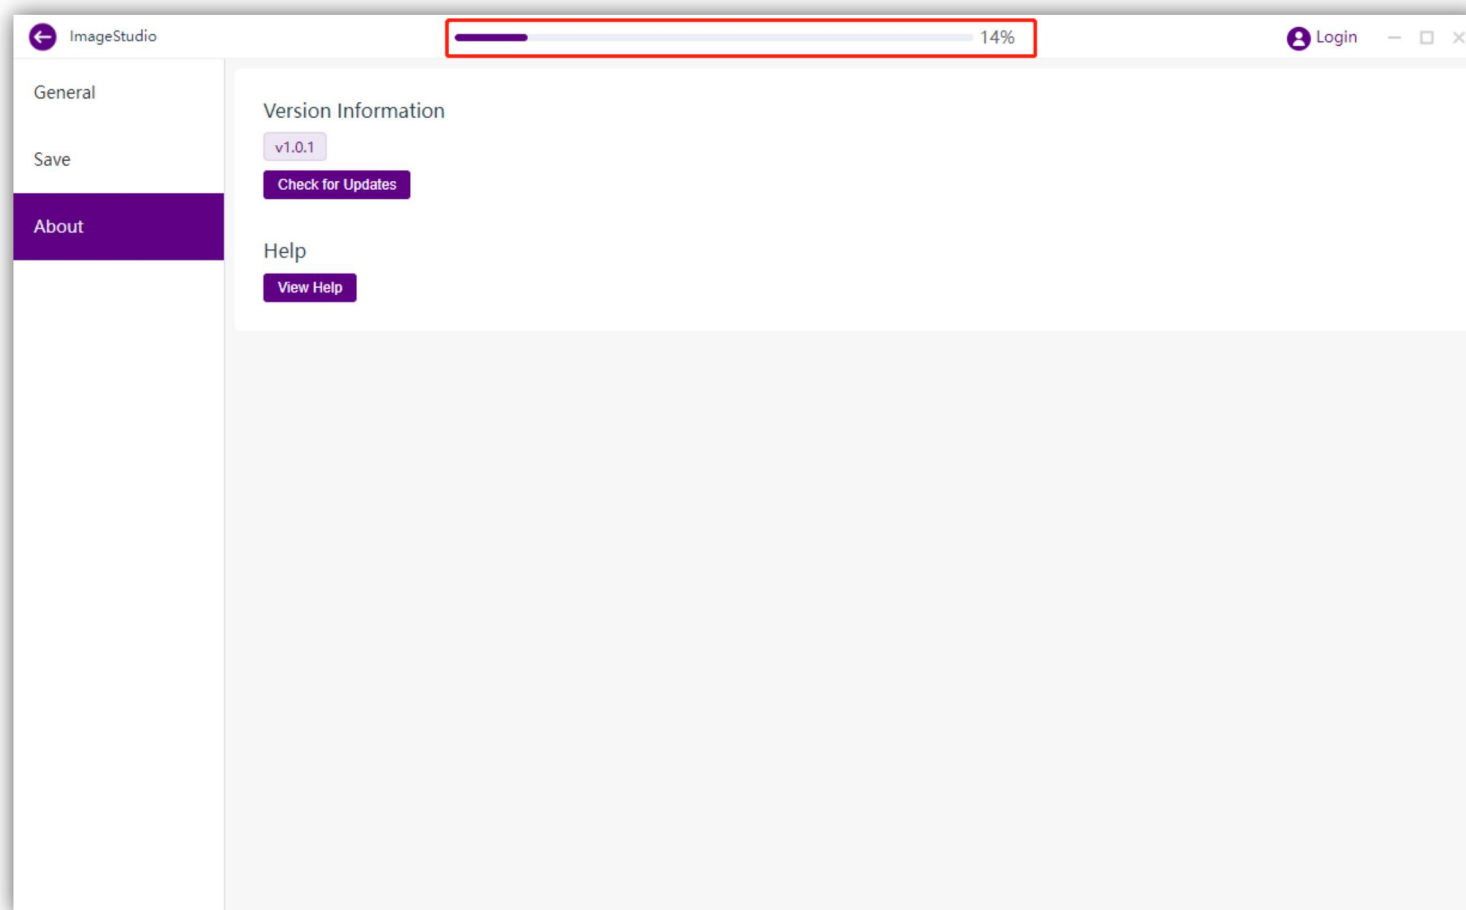 ImageStudio
14%
Login
General
Save
About
Version Information
v1.0.1
Check for Updates
Help
View Help